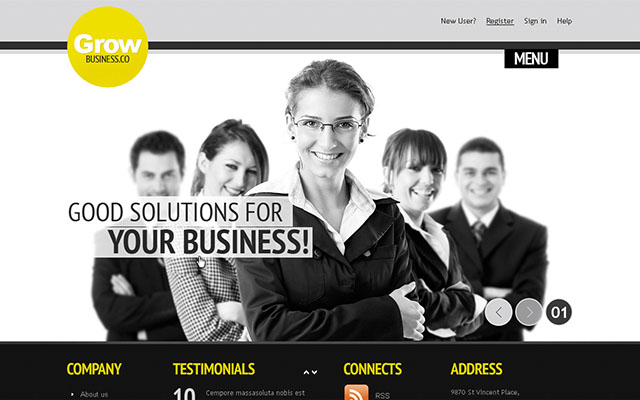 Grow
BUSINESS.CO
New User? Register Sign in Help
MENU
GOOD SOLUTIONS FOR
YOUR BUSINESS!
01
COMPANY TESTIMONIALS CONNECTS ADDRESS
About us 10 Cempore massasoluta nobis est RSS 9870 St Vincent Place,